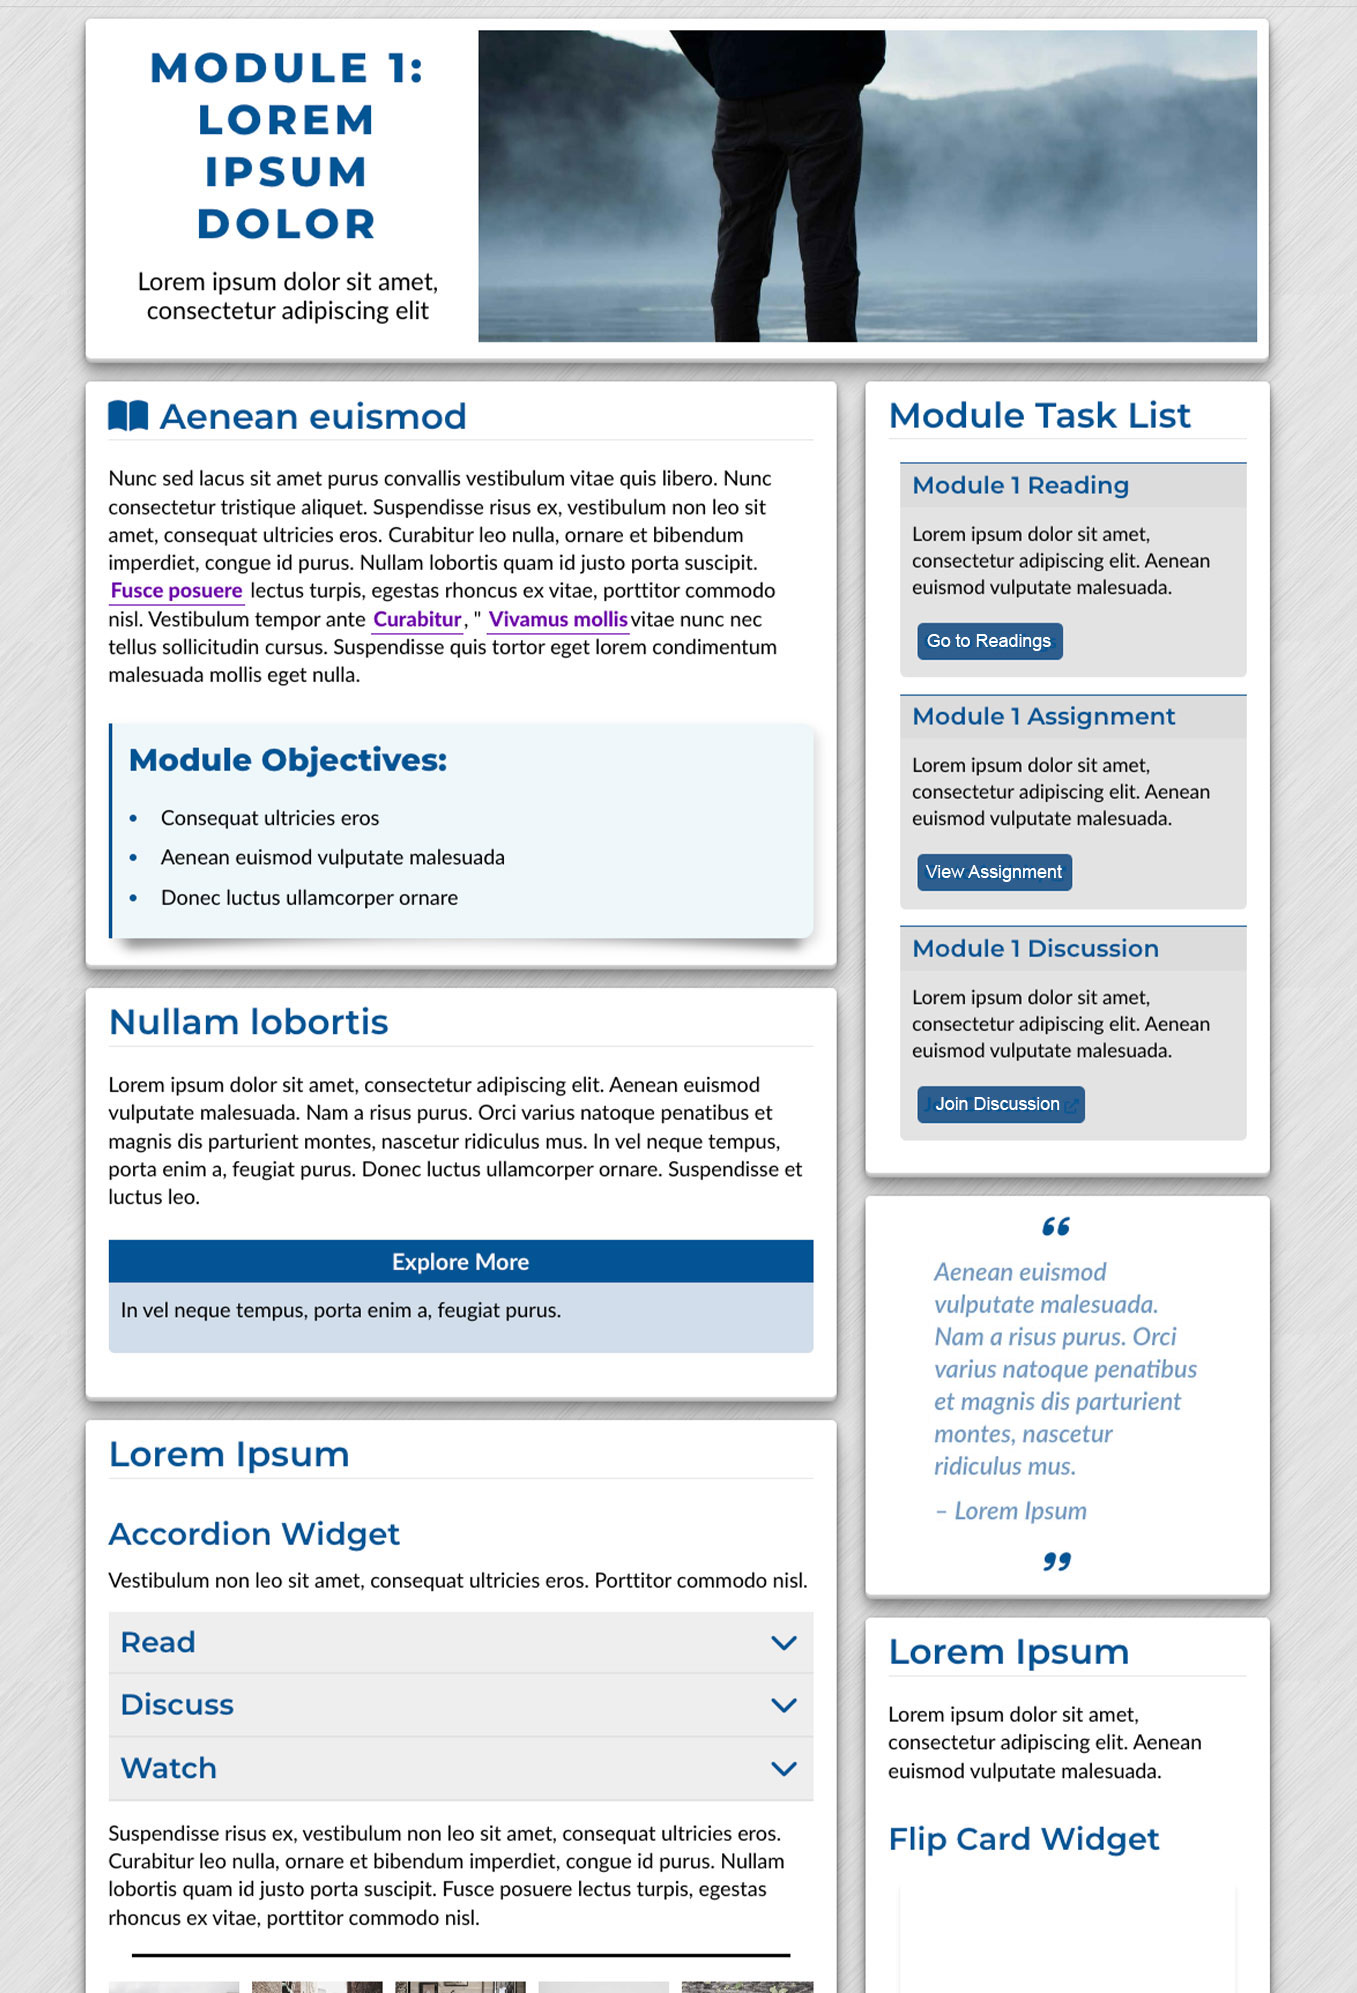 MODULE 1:
LOREM
IPSUM
DOLOR
Lorem ipsum dolor sit amet,
consectetur adipiscing elit
Aenean euismod
Nunc sed lacus sit amet purus convallis vestibulum vitae quis libero. Nunc
consectetur tristique aliquet. Suspendisse risus ex, vestibulum non leo sit
amet, consequat ultricies eros. Curabitur leo nulla, ornare et bibendum
imperdiet, congue id purus. Nullam lobortis quam id justo porta suscipit.
Fusce posuere lectus turpis, egestas rhoncus ex vitae, porttitor commodo
nisl. Vestibulum tempor ante Curabitur, " Vivamus mollis vitae nunc nec
tellus sollicitudin cursus. Suspendisse quis tortor eget lorem condimentum
malesuada mollis eget nulla.
Module Objectives:
• Consequat ultricies eros
• Aenean euismod vulputate malesuada
• Donec luctus ullamcorper ornare
Nullam lobortis
Lorem ipsum dolor sit amet, consectetur adipiscing elit. Aenean euismod
vulputate malesuada. Nam a risus purus. Orci varius natoque penatibus et
magnis dis parturient montes, nascetur ridiculus mus. In vel neque tempus,
porta enim a, feugiat purus. Donec luctus ullamcorper ornare. Suspendisse et
luctus leo.
Explore More
In vel neque tempus, porta enim a, feugiat purus.
Lorem Ipsum
Accordion Widget
Vestibulum non leo sit amet, consequat ultricies eros. Porttitor commodo nisl.
Read
Discuss
Watch
Suspendisse risus ex, vestibulum non leo sit amet, consequat ultricies eros.
Curabitur leo nulla, ornare et bibendum imperdiet, congue id purus. Nullam
lobortis quam id justo porta suscipit. Fusce posuere lectus turpis, egestas
rhoncus ex vitae, porttitor commodo nisl.
Module Task List
Module 1 Reading
Lorem ipsum dolor sit amet,
consectetur adipiscing elit. Aenean
euismod vulputate malesuada.
Go to Readings
Module 1 Assignment
Lorem ipsum dolor sit amet,
consectetur adipiscing elit. Aenean
euismod vulputate malesuada.
View Assignment
Module 1 Discussion
Lorem ipsum dolor sit amet,
consectetur adipiscing elit. Aenean
euismod vulputate malesuada.
Join Discussion
“
Aenean euismod
vulputate malesuada.
Nam a risus purus. Orci
varius natoque penatibus
et magnis dis parturient
montes, nascetur
ridiculus mus.
– Lorem Ipsum
”
Lorem Ipsum
Lorem ipsum dolor sit amet,
consectetur adipiscing elit. Aenean
euismod vulputate malesuada.
Flip Card Widget